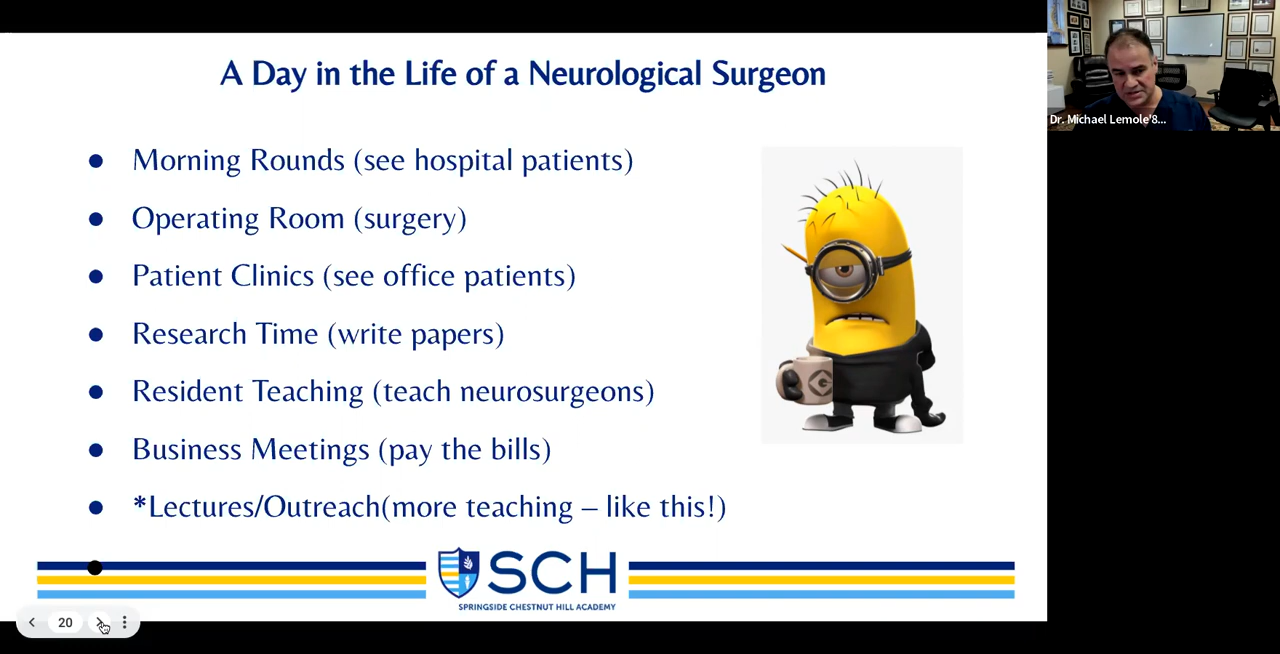 A Day in the Life of a Neurological Surgeon
Dr. Michael Lemole'8...
● Morning Rounds (see hospital patients)
● Operating Room (surgery)
● Patient Clinics (see office patients)
● Research Time (write papers)
● Resident Teaching (teach neurosurgeons)
● Business Meetings (pay the bills)
● *Lectures/Outreach(more teaching – like this!)
SCH
SPRINGSIDE CHESTNUT HILL ACADEMY
20